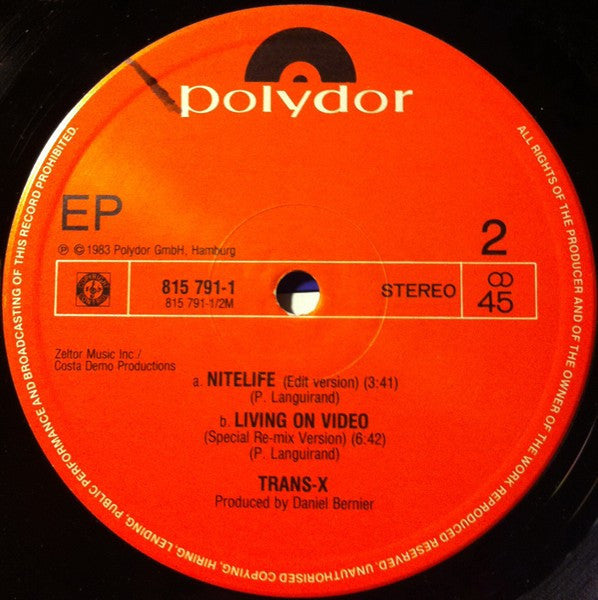 polydor
EP
℗ © 1983 Polydor GmbH, Hamburg
2
815 791-1
815 791-1/2M
STEREO
45
Zeltor Music Inc./
Costa Demo Productions
a. NITELIFE (Edit version) (3:41)
(P. Languirand)
b. LIVING ON VIDEO
(Special Re-mix Version) (6:42)
(P. Languirand)
TRANS-X
Produced by Daniel Bernier
ALL RIGHTS OF THE PRODUCER AND OF THE OWNER OF THE WORK REPRODUCED RESERVED. UNAUTHORISED COPYING, HIRING, LENDING, PUBLIC PERFORMANCE AND BROADCASTING OF THIS RECORD PROHIBITED.